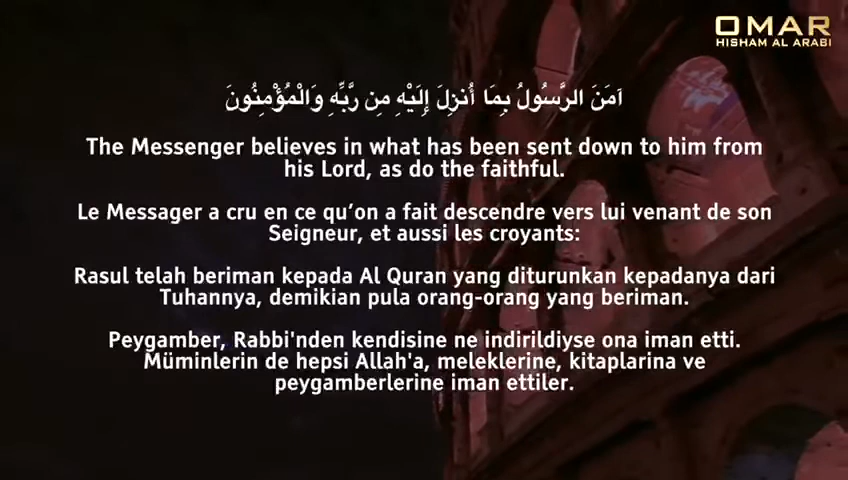 OMAR
HISHAM AL ARABI
آمَنَ الرَّسُولُ بِمَا أُنزِلَ إِلَيْهِ مِن رَّبِّهِ وَالْمُؤْمِنُونَ
The Messenger believes in what has been sent down to him from
his Lord, as do the faithful.
Le Messager a cru en ce qu’on a fait descendre vers lui venant de son
Seigneur, et aussi les croyants:
Rasul telah beriman kepada Al Quran yang diturunkan kepadanya dari
Tuhannya, demikian pula orang-orang yang beriman.
Peygamber, Rabbi'nden kendisine ne indirildiyse ona iman etti.
Müminlerin de hepsi Allah'a, meleklerine, kitaplarina ve
peygamberlerine iman ettiler.